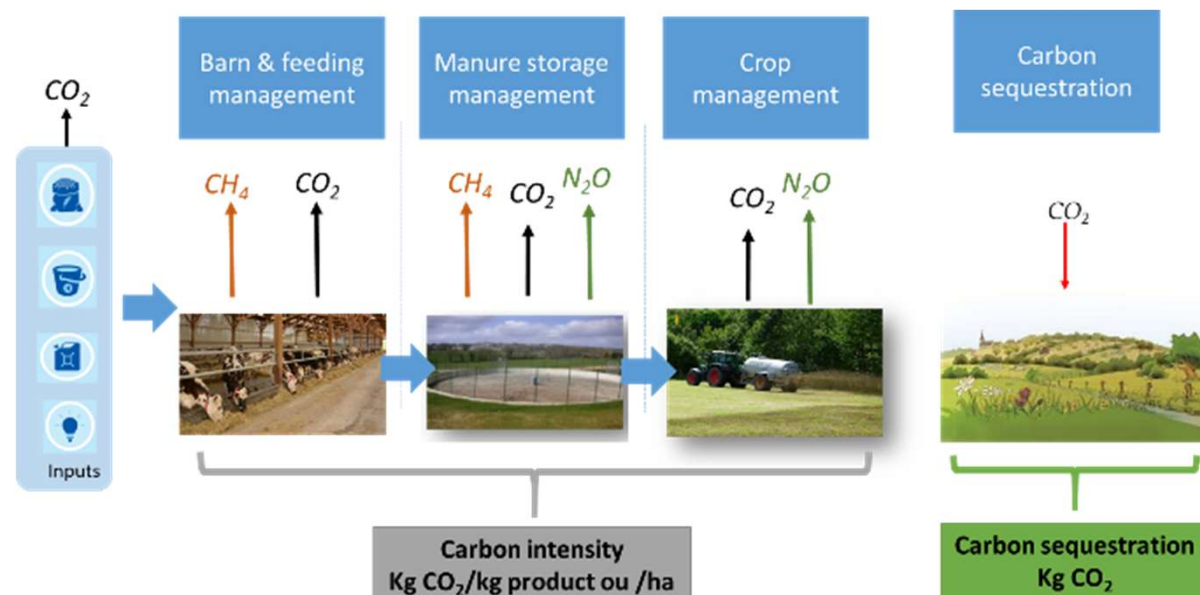 Barn & feeding
management
Manure storage
management
Crop
management
Carbon
sequestration
CO₂
CH₄
CO₂
CH₄
CO₂
N₂O
CO₂
N₂O
CO₂
Inputs
Carbon intensity
Kg CO₂/kg product ou /ha
Carbon sequestration
Kg CO₂